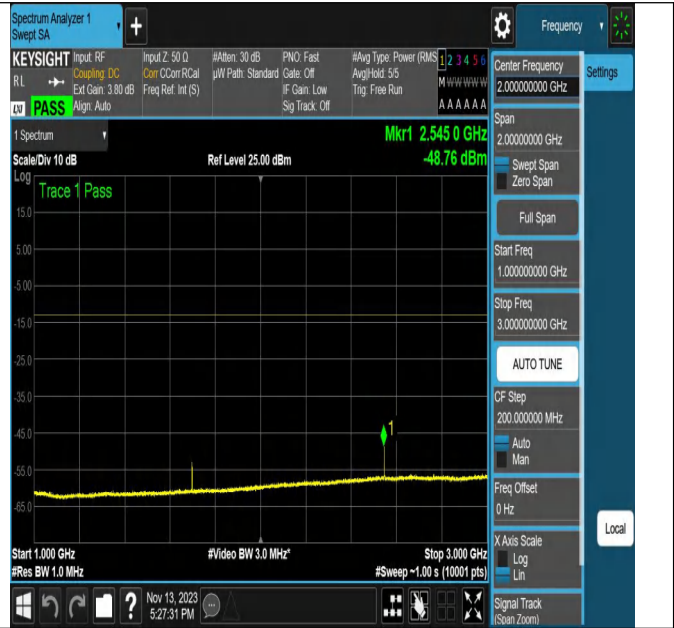 Spectrum Analyzer 1
Swept SA
+
Frequency
KEYSIGHT
RL
LXI
PASS
Input: RF
Coupling: DC
Ext Gain: 3.80 dB
Align: Auto
Input Z: 50 Ω
Corr CCorr RCal
Freq Ref: Int (S)
#Atten: 30 dB
µW Path: Standard
PNO: Fast
Gate: Off
IF Gain: Low
Sig Track: Off
#Avg Type: Power (RMS
Avg|Hold: 5/5
Trig: Free Run
1 2 3 4 5 6
M W W W W W
A A A A A A
Center Frequency
2.000000000 GHz
Settings
Span
2.00000000 GHz
Swept Span
Zero Span
Full Span
Start Freq
1.000000000 GHz
Stop Freq
3.000000000 GHz
AUTO TUNE
CF Step
200.000000 MHz
Auto
Man
Freq Offset
0 Hz
X Axis Scale
Log
Lin
Signal Track
(Span Zoom)
Local
1 Spectrum
Scale/Div 10 dB
Ref Level 25.00 dBm
Mkr1 2.545 0 GHz
-48.76 dBm
Log
Trace 1 Pass
15.0
5.00
-5.00
-15.0
-25.0
-35.0
-45.0
-55.0
-65.0
1
Start 1.000 GHz
#Video BW 3.0 MHz*
Stop 3.000 GHz
#Res BW 1.0 MHz
#Sweep ~1.00 s (10001 pts)
?
Nov 13, 2023
5:27:31 PM